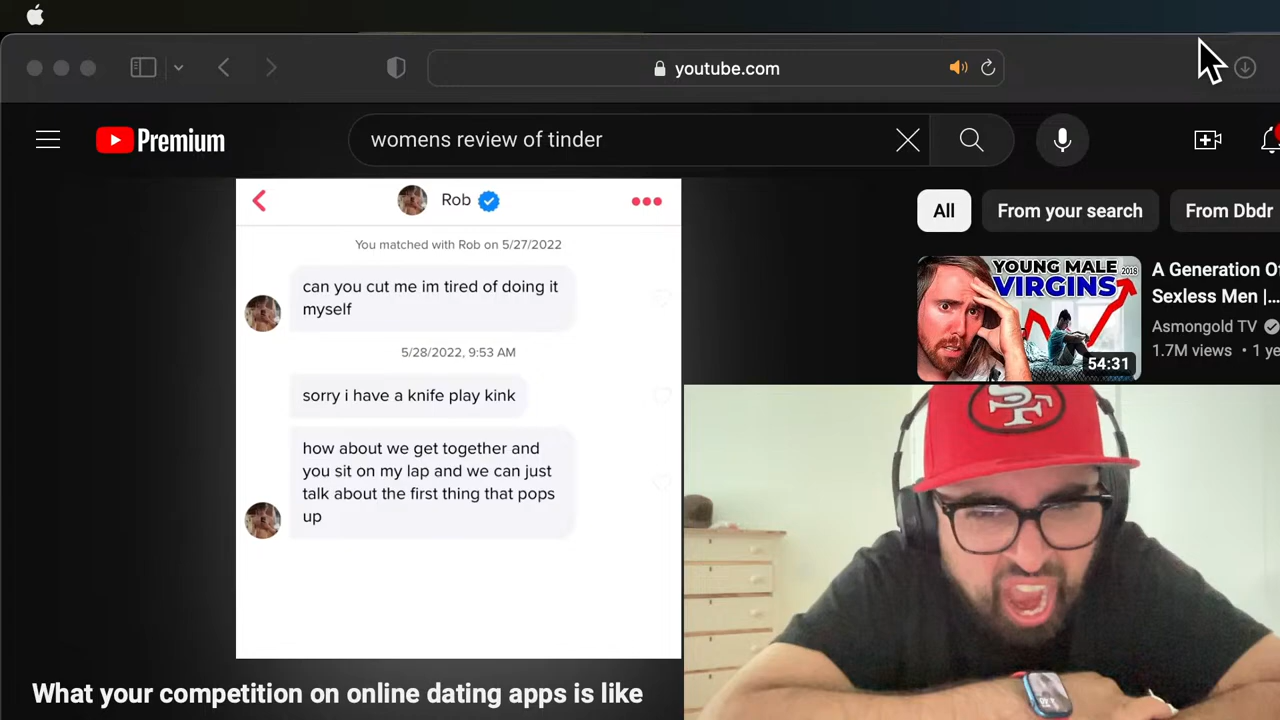 youtube.com
Premium
womens review of tinder
Rob
You matched with Rob on 5/27/2022
can you cut me im tired of doing it
myself
5/28/2022, 9:53 AM
sorry i have a knife play kink
how about we get together and
you sit on my lap and we can just
talk about the first thing that pops
up
What your competition on online dating apps is like
All
From your search
From Dbdr
YOUNG MALE
VIRGINS
2018
54:31
A Generation Of
Sexless Men |...
Asmongold TV
1.7M views • 1 ye
SF